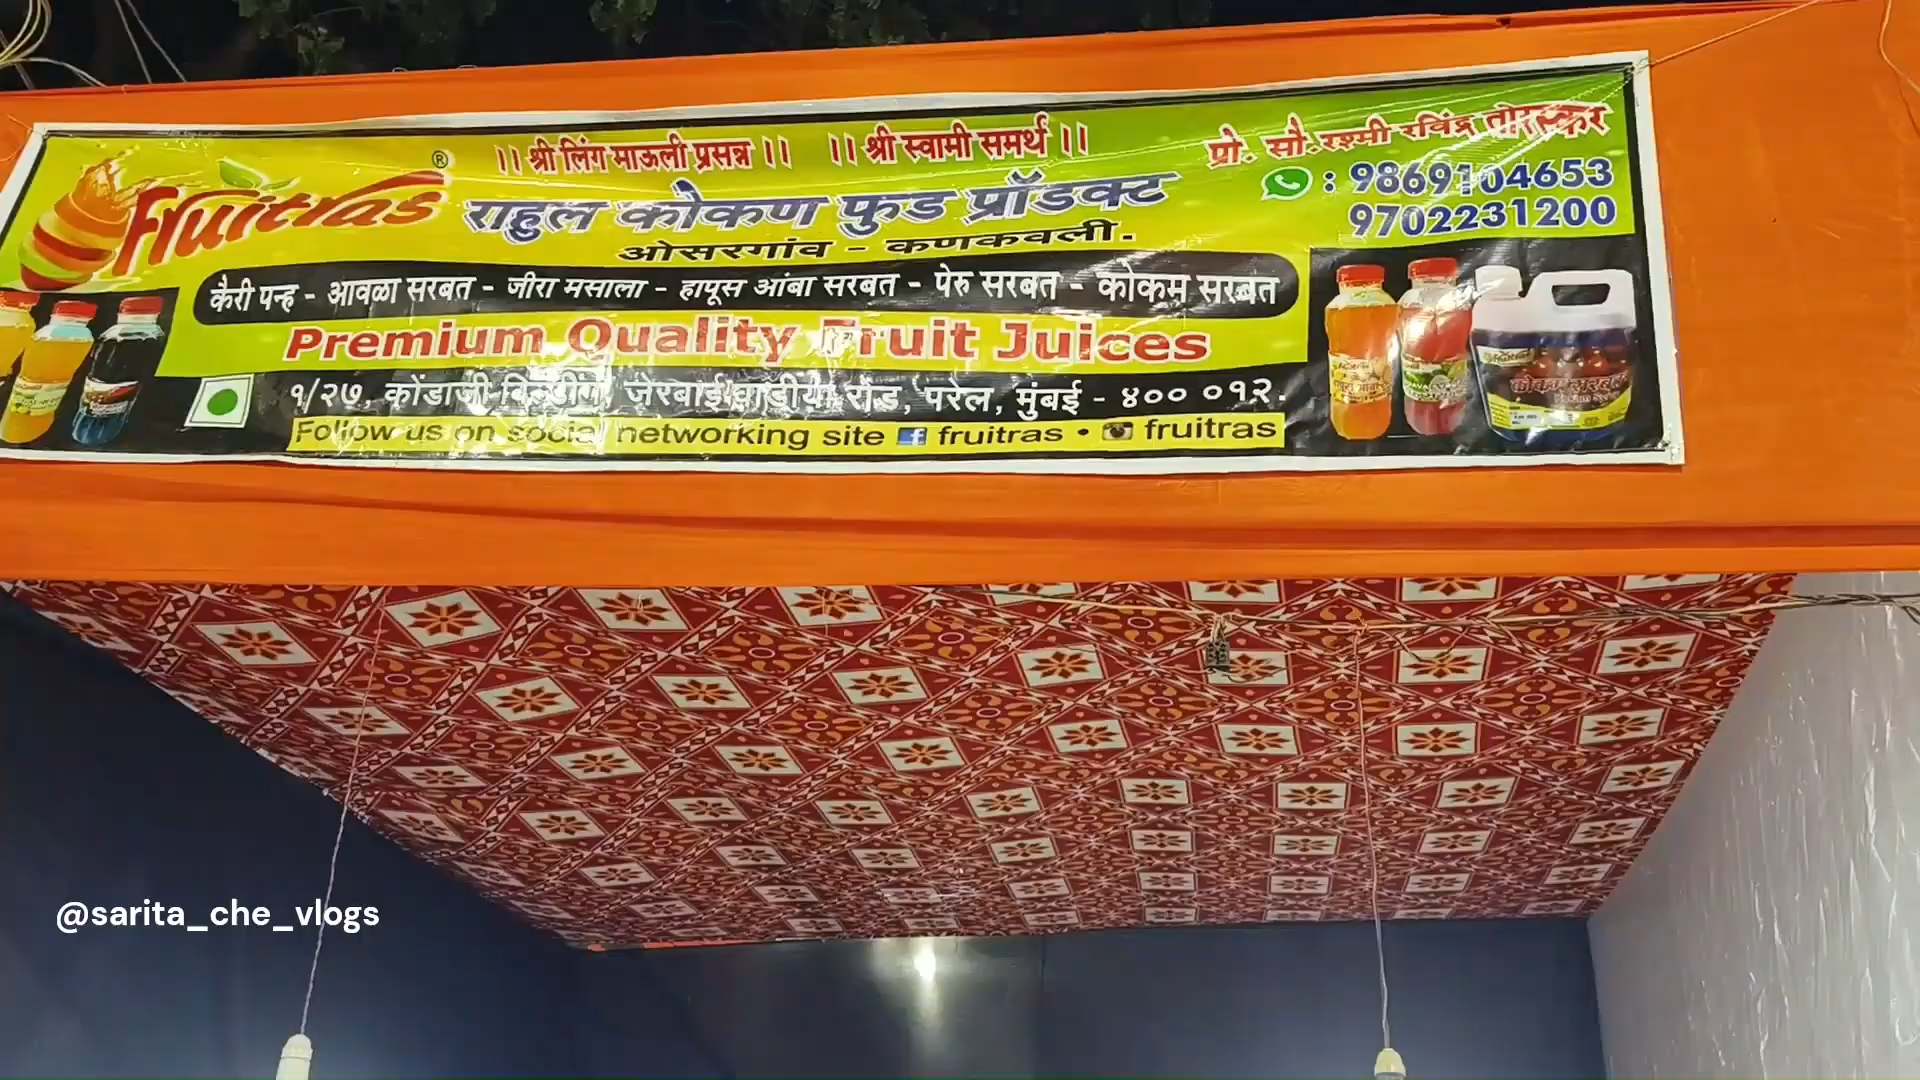 ।। श्री लिंग माऊली प्रसन्न ।। ।। श्री स्वामी समर्थ ।।
प्रो. सौ. रश्मी रविंद्र तोरस्कर
Fruitras ®
राहुल कोकण फुड प्रॉडक्ट
: 9869104653
9702231200
ओसरगांव - कणकवली.
कैरी पन्ह - आवळा सरबत - जीरा मसाला - हापूस आंबा सरबत - पेरु सरबत - कोकम सरबत
Premium Quality Fruit Juices
१/२७, कोंडाजी बिल्डींग, जेरबाई वाडीया रोड, परेल, मुंबई - ४०० ०१२.
Follow us on social networking site fruitras • fruitras
@sarita_che_vlogs